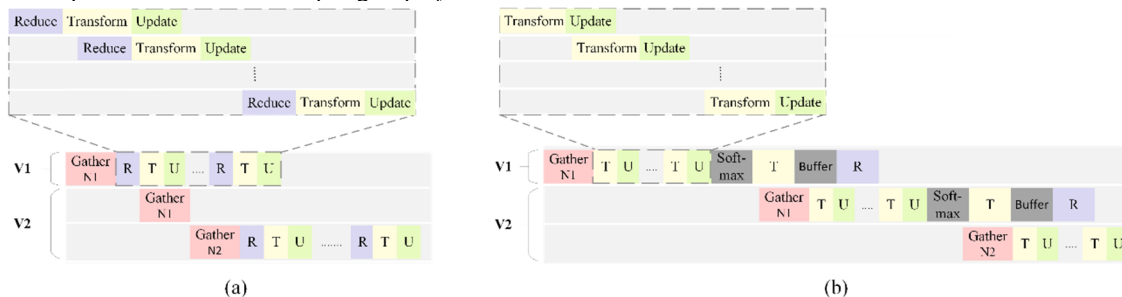 Reduce Transform Update
Reduce Transform Update
Reduce Transform Update
V1 Gather N1 R T U .... R T U
V2 Gather N1
Gather N2 R T U ....... R T U
(a)
Transform Update
Transform Update
Transform Update
V1 Gather N1 T U .... T U Soft-max T Buffer R
V2 Gather N1 T U .... T U Soft-max T Buffer R
Gather N2 T U .... T U
(b)